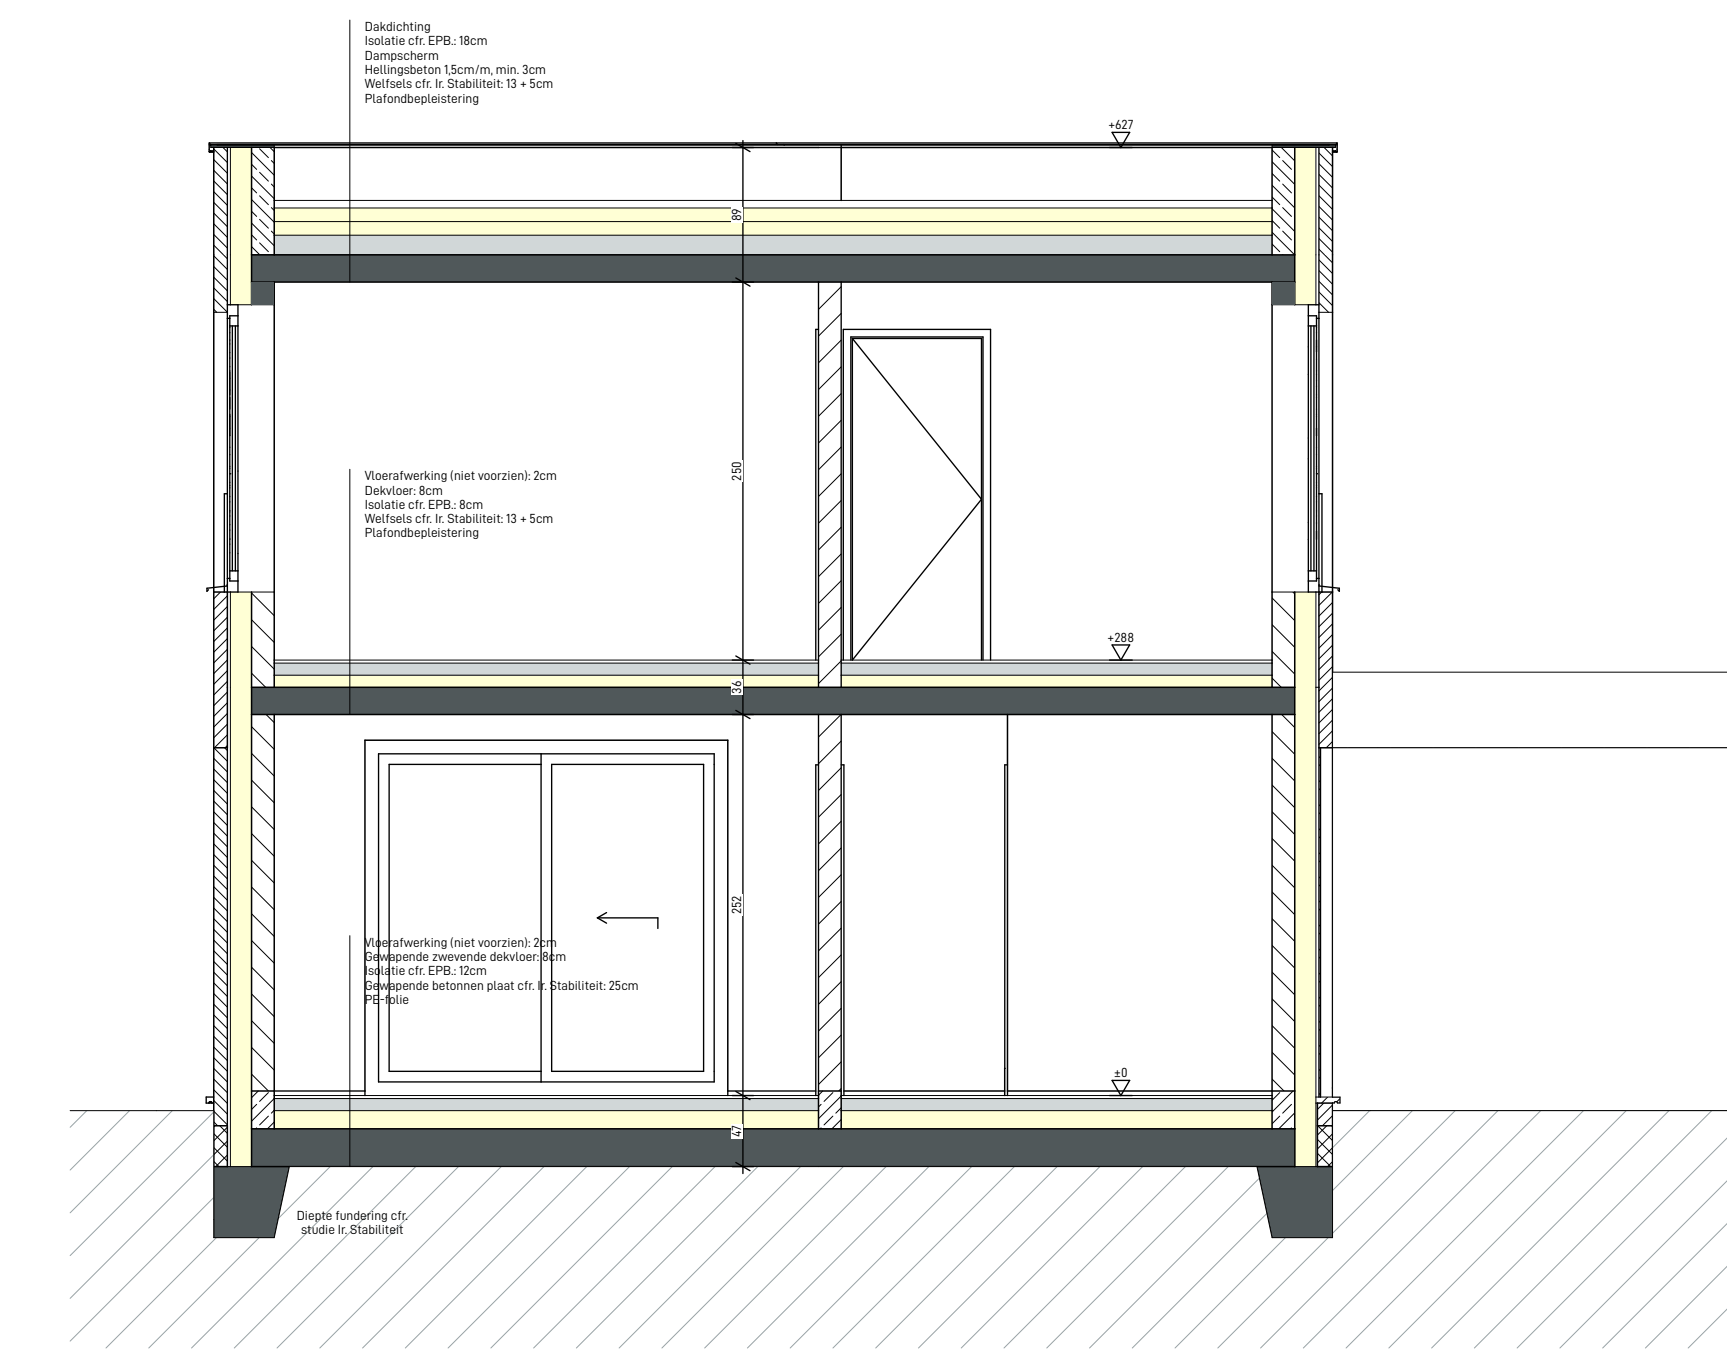 Dakdichting
Isolatie cfr. EPB.: 18cm
Dampscherm
Hellingsbeton 1,5cm/m, min. 3cm
Welfsels cfr. Ir. Stabiliteit: 13 + 5cm
Plafondbepleistering
+627
89
250
Vloerafwerking (niet voorzien): 2cm
Dekvloer: 8cm
Isolatie cfr. EPB.: 8cm
Welfsels cfr. Ir. Stabiliteit: 13 + 5cm
Plafondbepleistering
+288
36
252
Vloerafwerking (niet voorzien): 2cm
Gewapende zwevende dekvloer: 8cm
Isolatie cfr. EPB.: 12cm
Gewapende betonnen plaat cfr. Ir. Stabiliteit: 25cm
PE-folie
±0
47
Diepte fundering cfr.
studie Ir. Stabiliteit